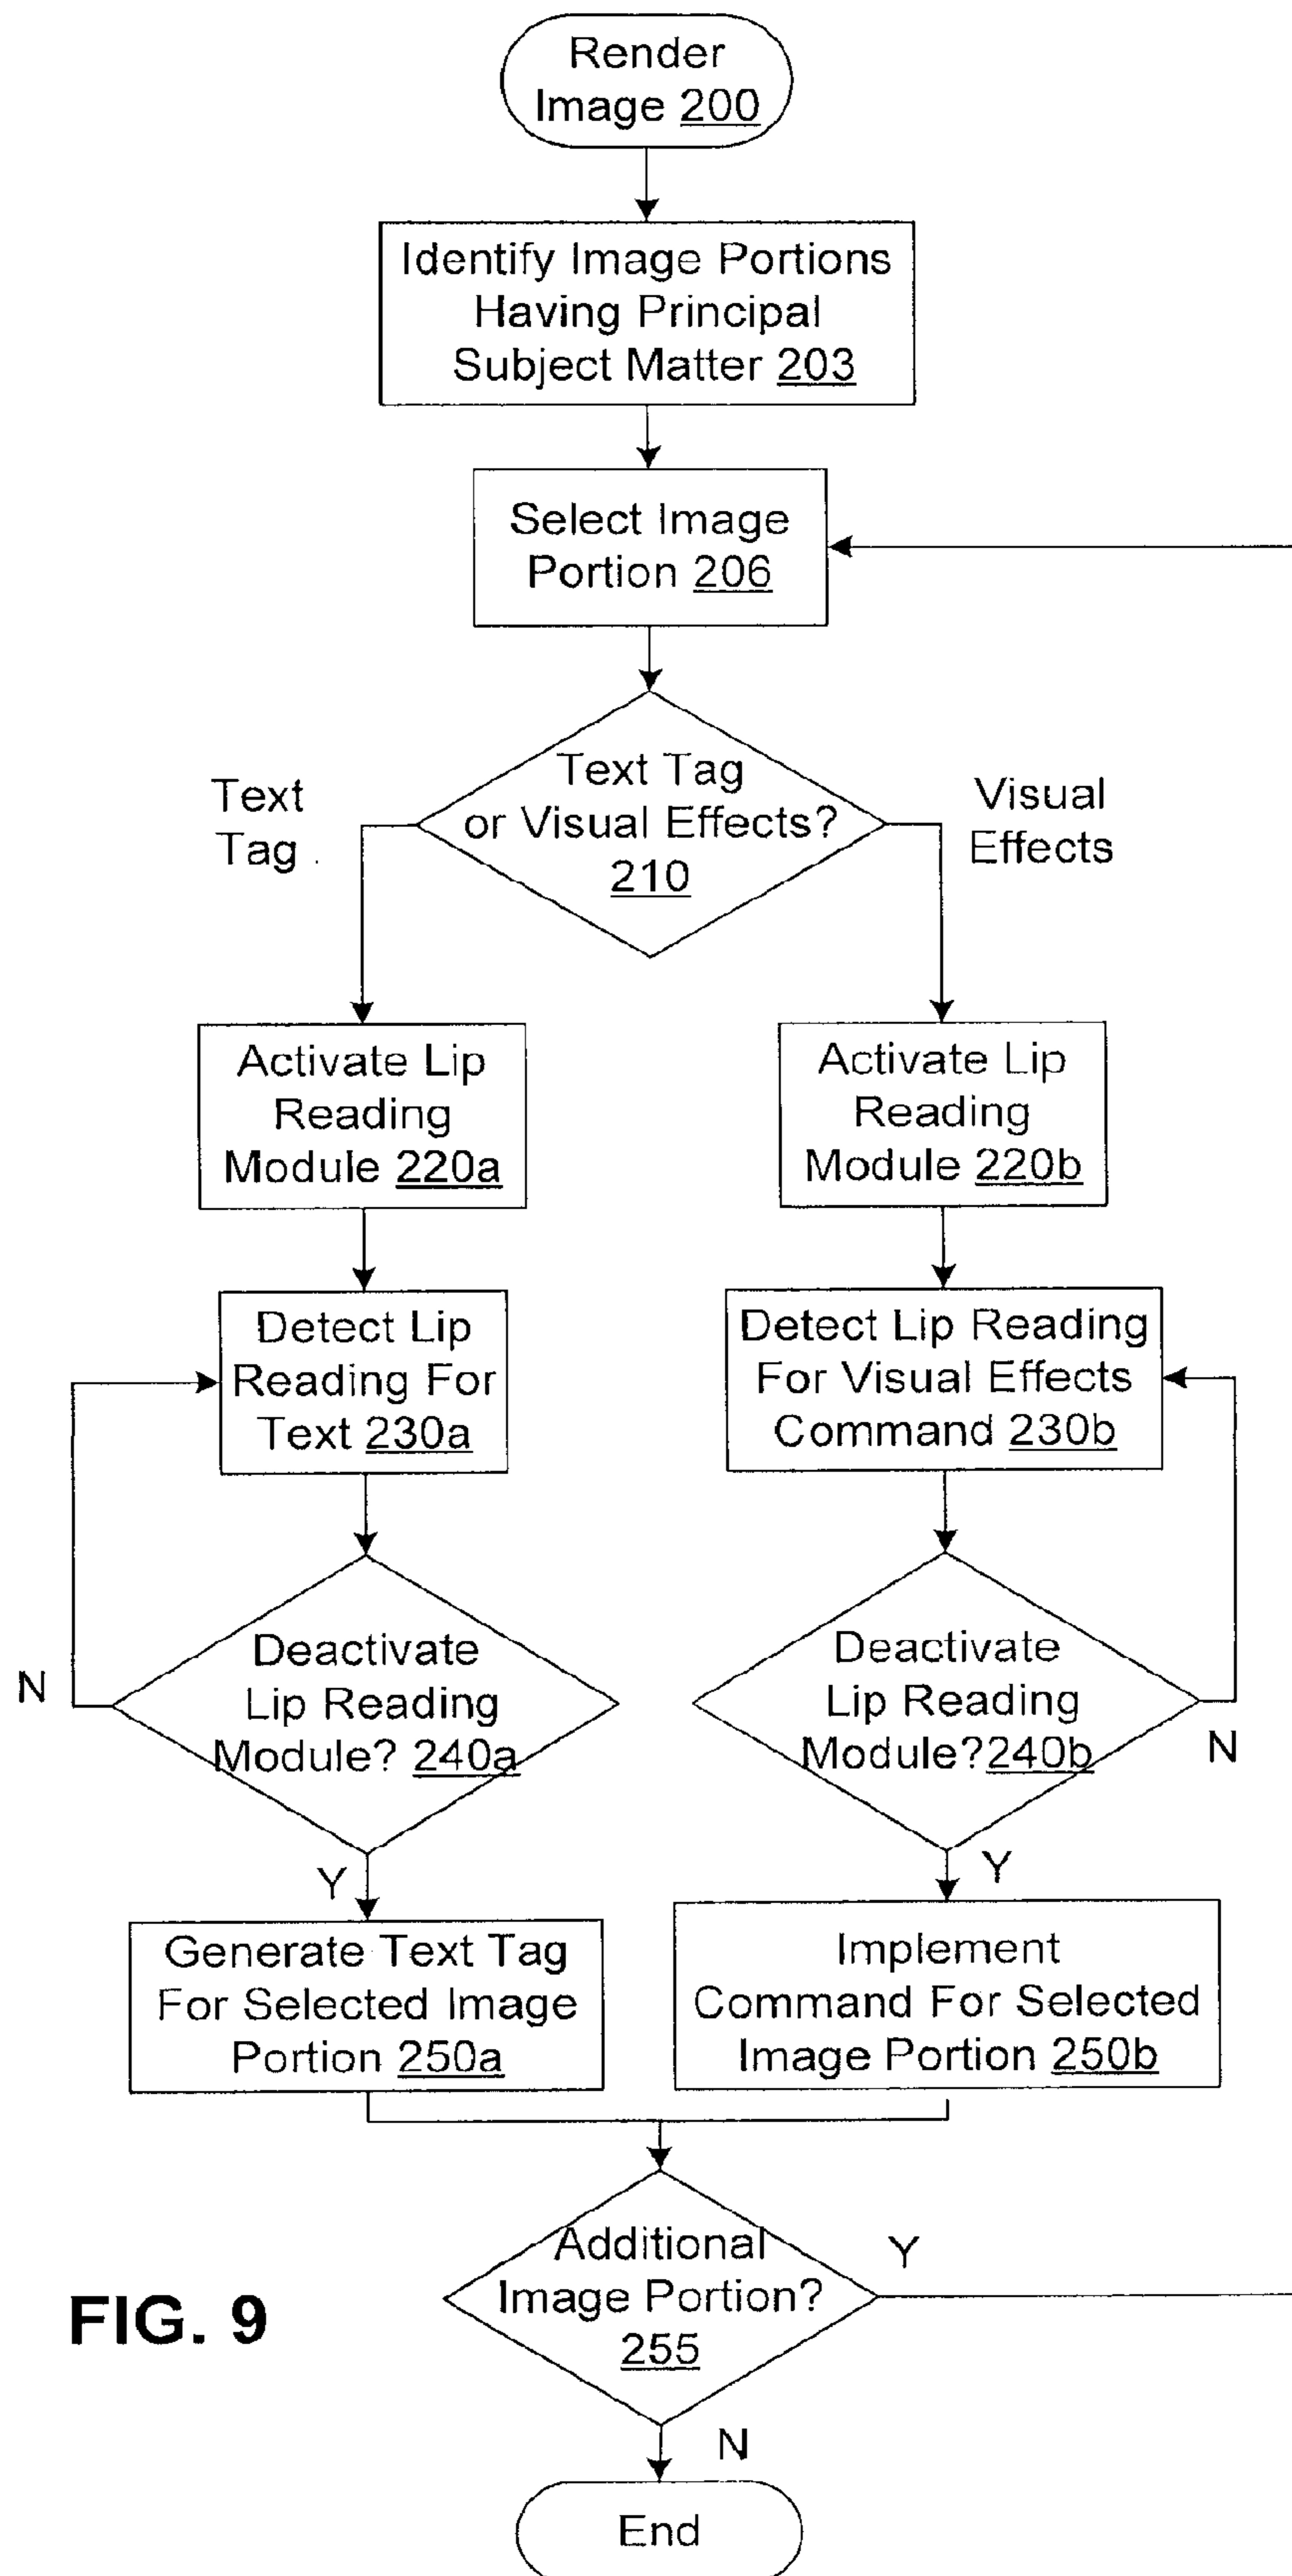 Render
Image 200
Identify Image Portions
Having Principal
Subject Matter 203
Select Image
Portion 206
Text Tag
or Visual Effects?
210
Text
Tag
Visual
Effects
Activate Lip
Reading
Module 220a
Activate Lip
Reading
Module 220b
Detect Lip
Reading For
Text 230a
Detect Lip Reading
For Visual Effects
Command 230b
Deactivate
Lip Reading
Module? 240a
N
Y
Deactivate
Lip Reading
Module?240b
N
Y
Generate Text Tag
For Selected Image
Portion 250a
Implement
Command For Selected
Image Portion 250b
Additional
Image Portion?
255
Y
N
FIG. 9
End